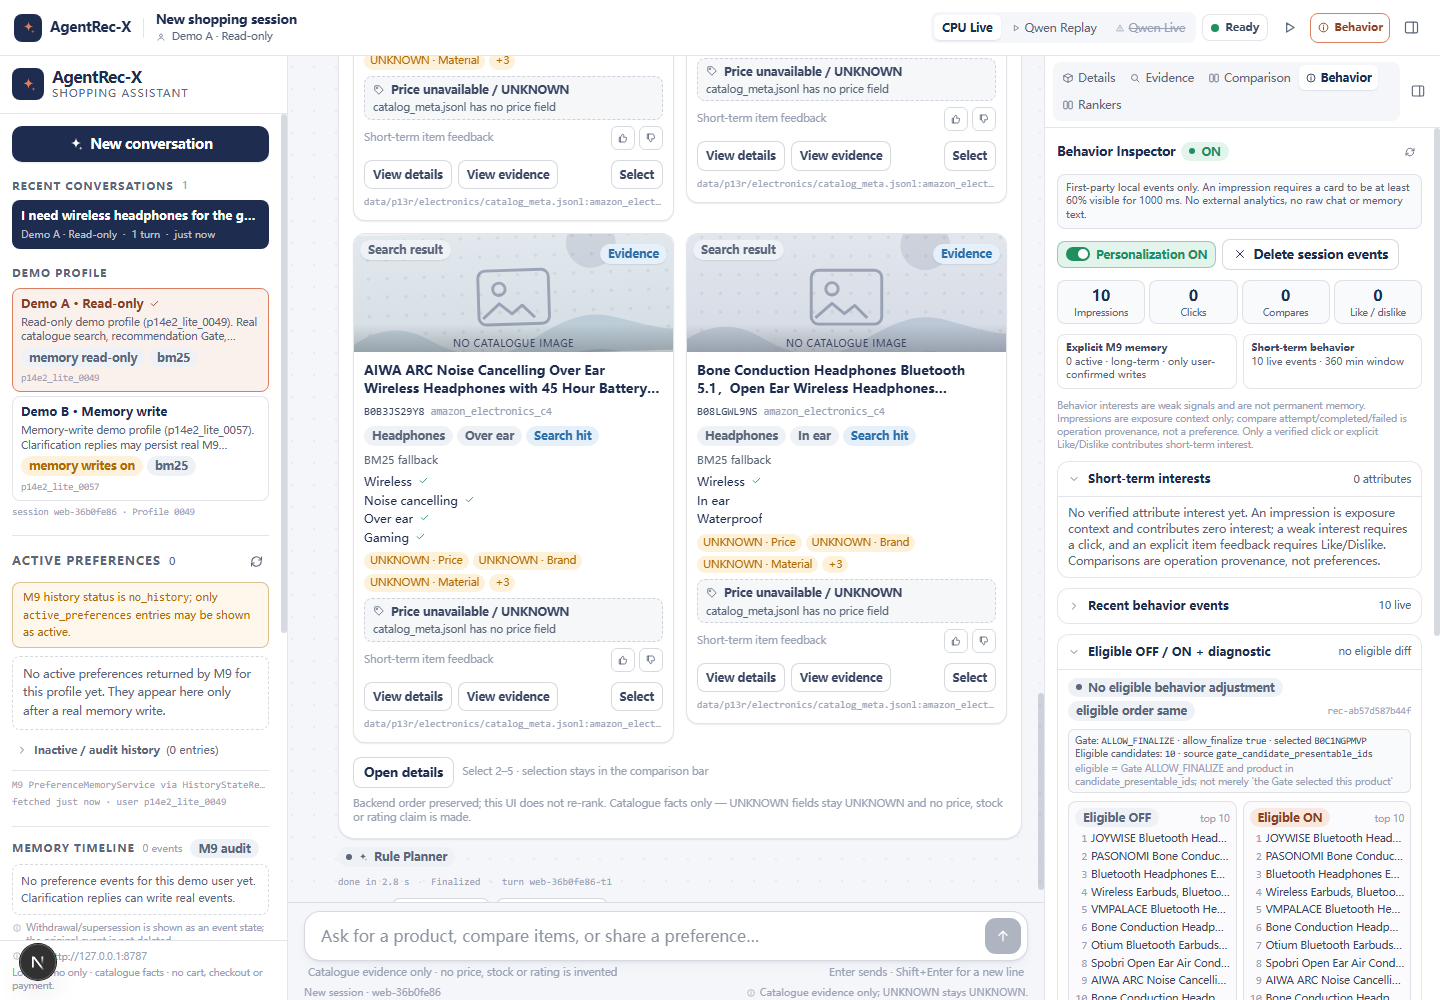 AgentRec-X
New shopping session
Demo A · Read-only
CPU Live
Qwen Replay
Qwen Live
Ready
Behavior
AgentRec-X
SHOPPING ASSISTANT
New conversation
RECENT CONVERSATIONS 1
I need wireless headphones for the g...
Demo A · Read-only · 1 turn · just now
DEMO PROFILE
Demo A • Read-only
Read-only demo profile (p14e2_lite_0049). Real
catalogue search, recommendation Gate,...
memory read-only bm25
p14e2_lite_0049
Demo B • Memory write
Memory-write demo profile (p14e2_lite_0057).
Clarification replies may persist real M9...
memory writes on bm25
p14e2_lite_0057
session web-36b0fe86 · Profile 0049
ACTIVE PREFERENCES 0
M9 history status is no_history; only
active_preferences entries may be shown
as active.
No active preferences returned by M9 for
this profile yet. They appear here only
after a real memory write.
Inactive / audit history (0 entries)
M9 PreferenceMemoryService via HistoryStateRe...
fetched just now · user p14e2_lite_0049
MEMORY TIMELINE 0 events M9 audit
No preference events for this demo user yet.
Clarification replies can write real events.
Withdrawal/supersession is shown as an event state;
ttp://127.0.0.1:8787
mo only · catalogue facts · no cart, checkout or
payment.
N
UNKNOWN · Material +3
Price unavailable / UNKNOWN
catalog_meta.jsonl has no price field
Short-term item feedback
View details View evidence Select
data/p13r/electronics/catalog_meta.jsonl:amazon_elect...
Price unavailable / UNKNOWN
catalog_meta.jsonl has no price field
Short-term item feedback
View details View evidence Select
data/p13r/electronics/catalog_meta.jsonl:amazon_elect...
Search result
Evidence
NO CATALOGUE IMAGE
AIWA ARC Noise Cancelling Over Ear
Wireless Headphones with 45 Hour Battery...
B0B3JS29Y8 amazon_electronics_c4
Headphones Over ear Search hit
BM25 fallback
Wireless
Noise cancelling
Over ear
Gaming
UNKNOWN · Price UNKNOWN · Brand
UNKNOWN · Material +3
Price unavailable / UNKNOWN
catalog_meta.jsonl has no price field
Short-term item feedback
View details View evidence Select
data/p13r/electronics/catalog_meta.jsonl:amazon_elect...
Search result
Evidence
NO CATALOGUE IMAGE
Bone Conduction Headphones Bluetooth
5.1，Open Ear Wireless Headphones...
B08LGWL9NS amazon_electronics_c4
Headphones In ear Search hit
BM25 fallback
Wireless
In ear
Waterproof
UNKNOWN · Price UNKNOWN · Brand
UNKNOWN · Material +3
Price unavailable / UNKNOWN
catalog_meta.jsonl has no price field
Short-term item feedback
View details View evidence Select
data/p13r/electronics/catalog_meta.jsonl:amazon_elect...
Open details
Select 2–5 · selection stays in the comparison bar
Backend order preserved; this UI does not re-rank. Catalogue facts only — UNKNOWN fields stay UNKNOWN and no price, stock
or rating claim is made.
Rule Planner
done in 2.8 s · Finalized · turn web-36b0fe86-t1
Ask for a product, compare items, or share a preference...
Catalogue evidence only · no price, stock or rating is invented
Enter sends · Shift+Enter for a new line
New session · web-36b0fe86
Catalogue evidence only; UNKNOWN stays UNKNOWN.
Details Evidence Comparison Behavior
Rankers
Behavior Inspector ON
First-party local events only. An impression requires a card to be at least
60% visible for 1000 ms. No external analytics, no raw chat or memory
text.
Personalization ON
Delete session events
10
Impressions
0
Clicks
0
Compares
0
Like / dislike
Explicit M9 memory
0 active · long-term · only user-
confirmed writes
Short-term behavior
10 live events · 360 min window
Behavior interests are weak signals and are not permanent memory.
Impressions are exposure context only; compare attempt/completed/failed is
operation provenance, not a preference. Only a verified click or explicit
Like/Dislike contributes short-term interest.
Short-term interests 0 attributes
No verified attribute interest yet. An impression is exposure
context and contributes zero interest; a weak interest requires
a click, and an explicit item feedback requires Like/Dislike.
Comparisons are operation provenance, not preferences.
Recent behavior events 10 live
Eligible OFF / ON + diagnostic no eligible diff
No eligible behavior adjustment
eligible order same rec-ab57d587b44f
Gate: ALLOW_FINALIZE · allow_finalize true · selected B0C1NGPMVP
Eligible candidates: 10 · source gate_candidate_presentable_ids
eligible = Gate ALLOW_FINALIZE and product in
candidate_presentable_ids; not merely 'the Gate selected this product'
Eligible OFF top 10
1 JOYWISE Bluetooth Head...
2 PASONOMI Bone Conduc...
3 Bluetooth Headphones E...
4 Wireless Earbuds, Bluetoo...
5 VMPALACE Bluetooth He...
6 Bone Conduction Headp...
7 Otium Bluetooth Earbuds...
8 Spobri Open Ear Air Cond...
9 AIWA ARC Noise Cancelli...
10 Bone Conduction Headp...
Eligible ON top 10
1 JOYWISE Bluetooth Head...
2 PASONOMI Bone Conduc...
3 Bluetooth Headphones E...
4 Wireless Earbuds, Bluetoo...
5 VMPALACE Bluetooth He...
6 Bone Conduction Headp...
7 Otium Bluetooth Earbuds...
8 Spobri Open Ear Air Cond...
9 AIWA ARC Noise Cancelli...
10 Bone Conduction Headp...